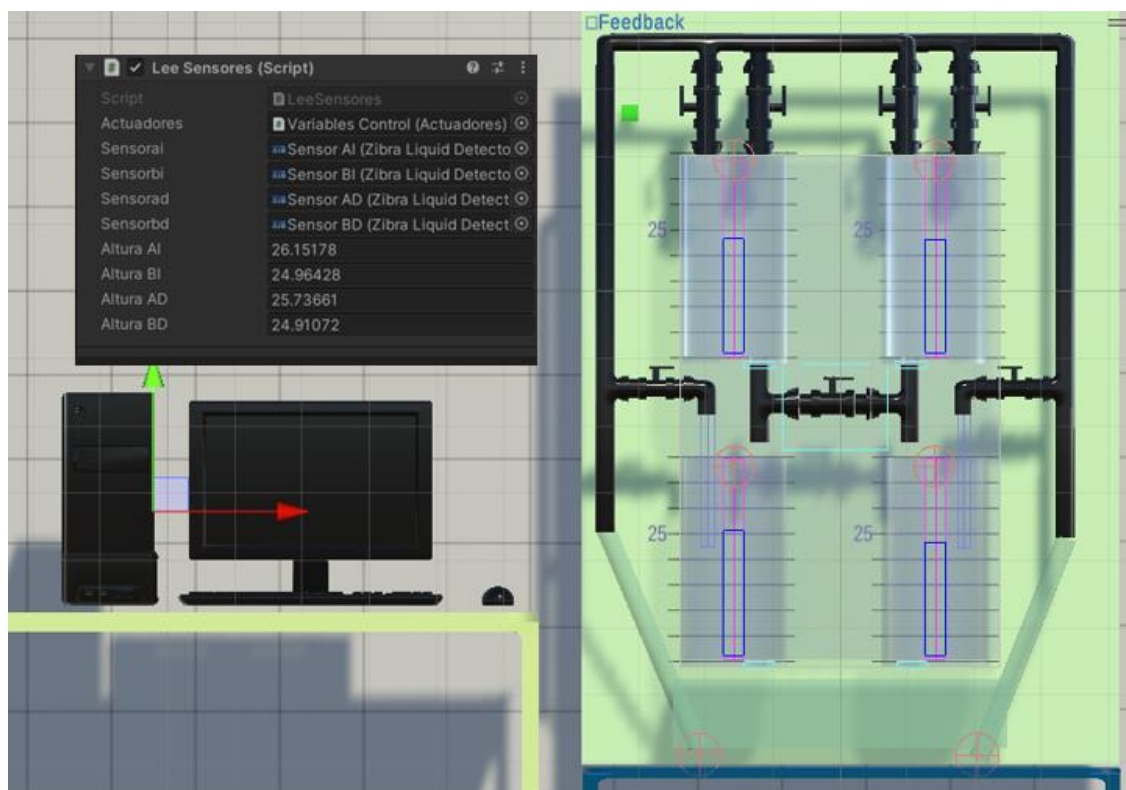 Lee Sensores (Script)
Script LeeSensores
Actuadores Variables Control (Actuadores)
Sensorai Sensor AI (Zibra Liquid Detecto
Sensorbi Sensor BI (Zibra Liquid Detecto
Sensorad Sensor AD (Zibra Liquid Detect
Sensorbd Sensor BD (Zibra Liquid Detect
Altura AI 26.15178
Altura BI 24.96428
Altura AD 25.73661
Altura BD 24.91072
Feedback
25 25
25 25